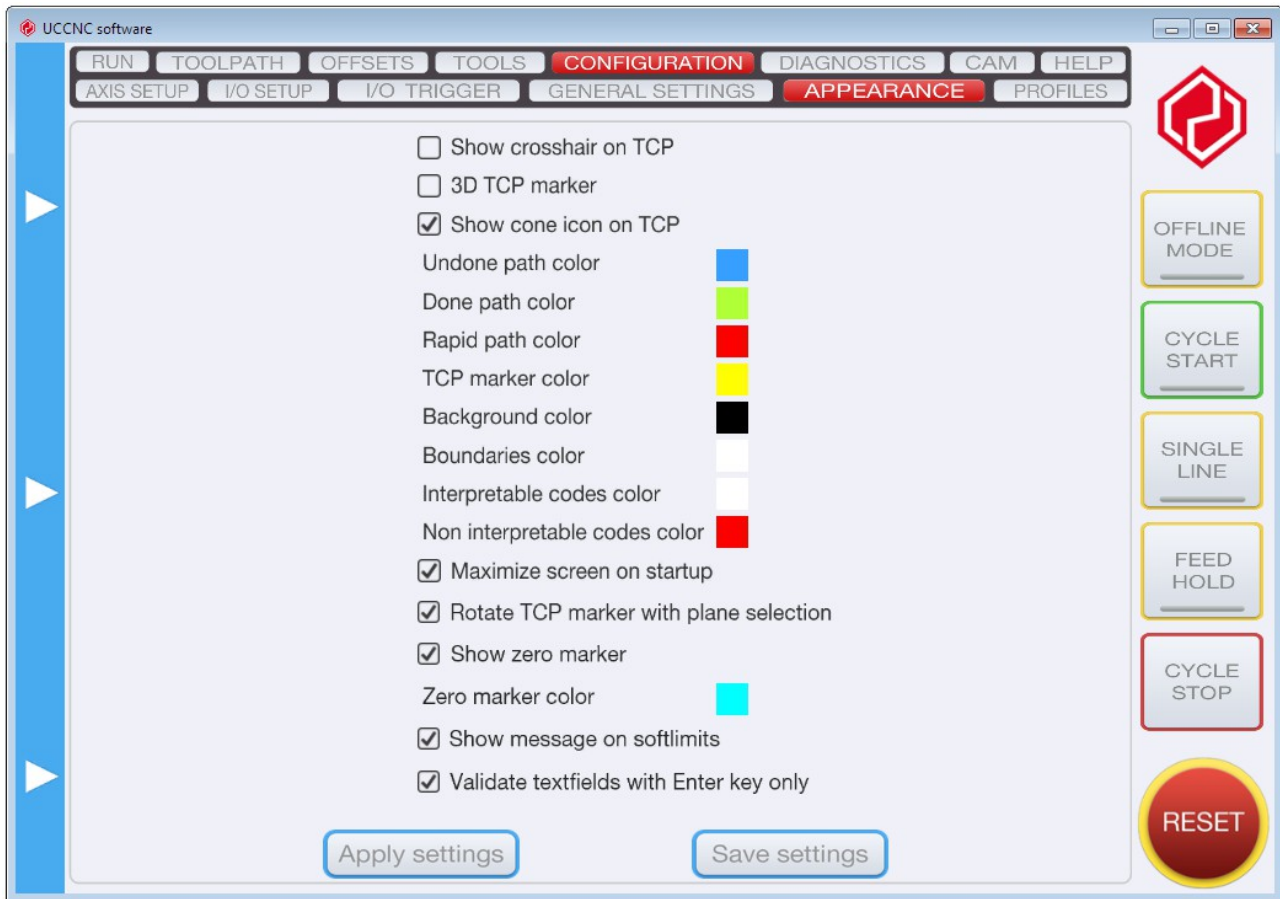 UCCNC software
RUN TOOLPATH OFFSETS TOOLS CONFIGURATION DIAGNOSTICS CAM HELP
AXIS SETUP I/O SETUP I/O TRIGGER GENERAL SETTINGS APPEARANCE PROFILES
Show crosshair on TCP
3D TCP marker
Show cone icon on TCP
Undone path color
Done path color
Rapid path color
TCP marker color
Background color
Boundaries color
Interpretable codes color
Non interpretable codes color
Maximize screen on startup
Rotate TCP marker with plane selection
Show zero marker
Zero marker color
Show message on softlimits
Validate textfields with Enter key only
Apply settings Save settings
OFFLINE
MODE
CYCLE
START
SINGLE
LINE
FEED
HOLD
CYCLE
STOP
RESET